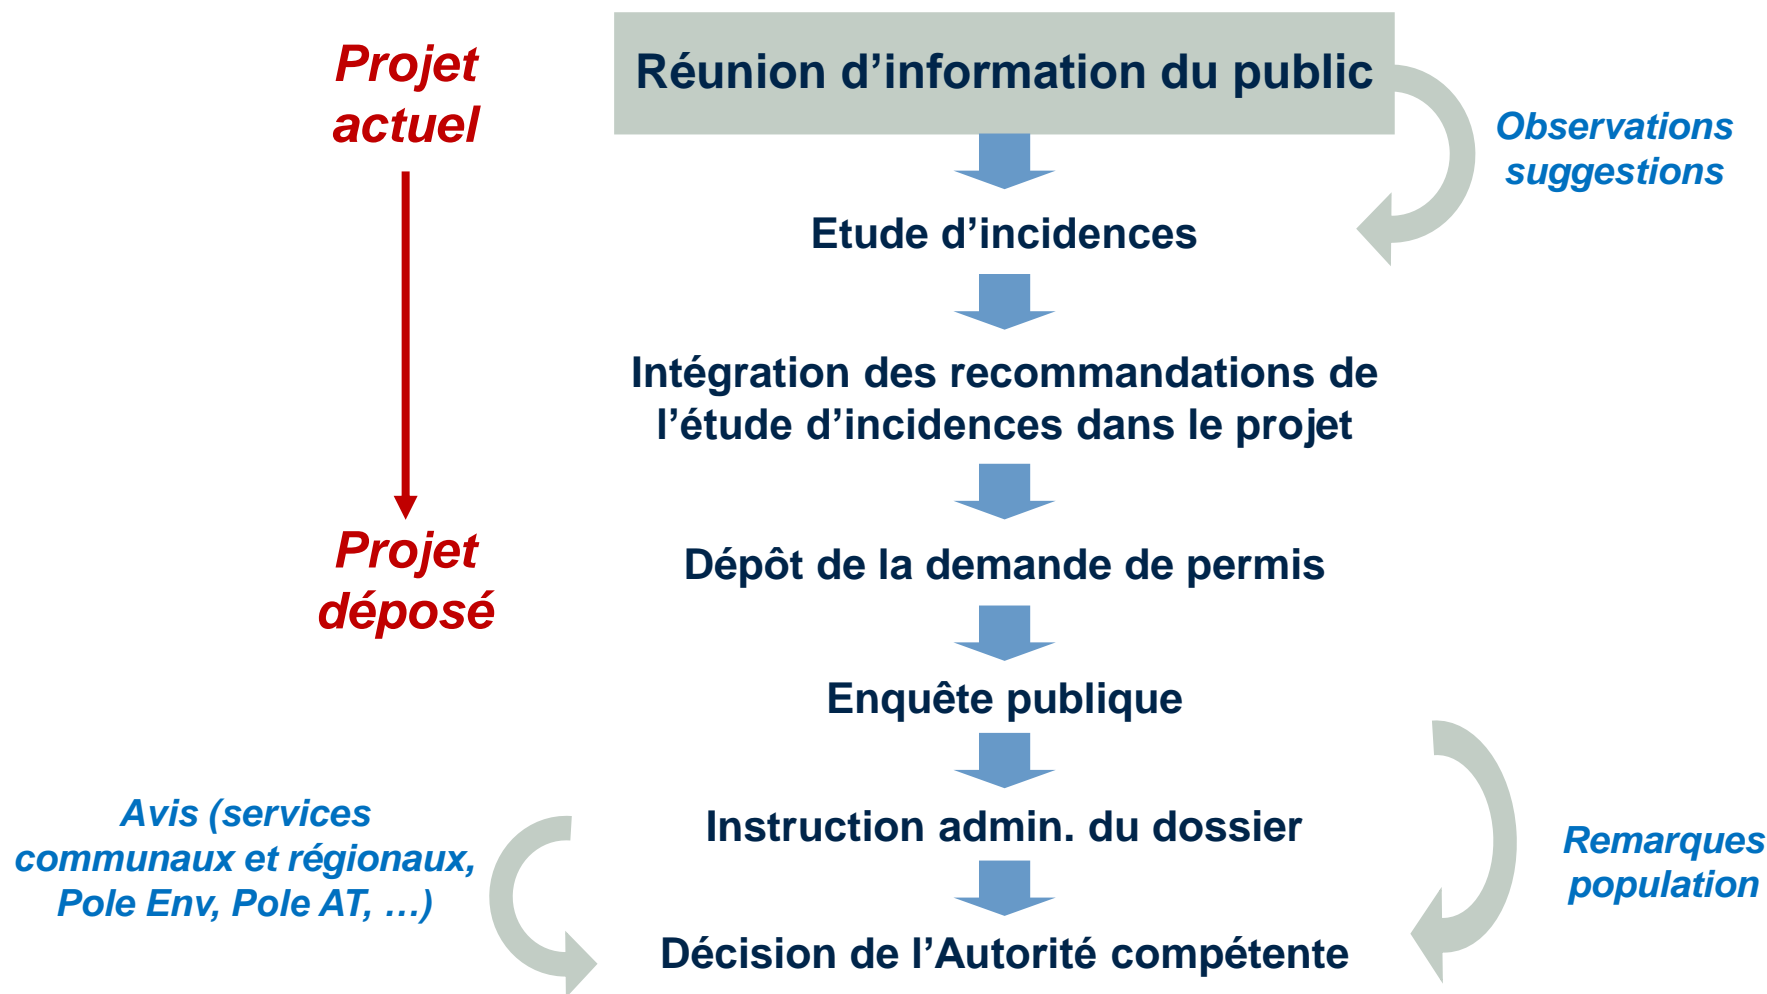 Projet
actuel
Réunion d’information du public
Observations
suggestions
Etude d’incidences
Intégration des recommandations de
l’étude d’incidences dans le projet
Projet
déposé
Dépôt de la demande de permis
Enquête publique
Avis (services
communaux et régionaux,
Pole Env, Pole AT, …)
Instruction admin. du dossier
Remarques
population
Décision de l’Autorité compétente